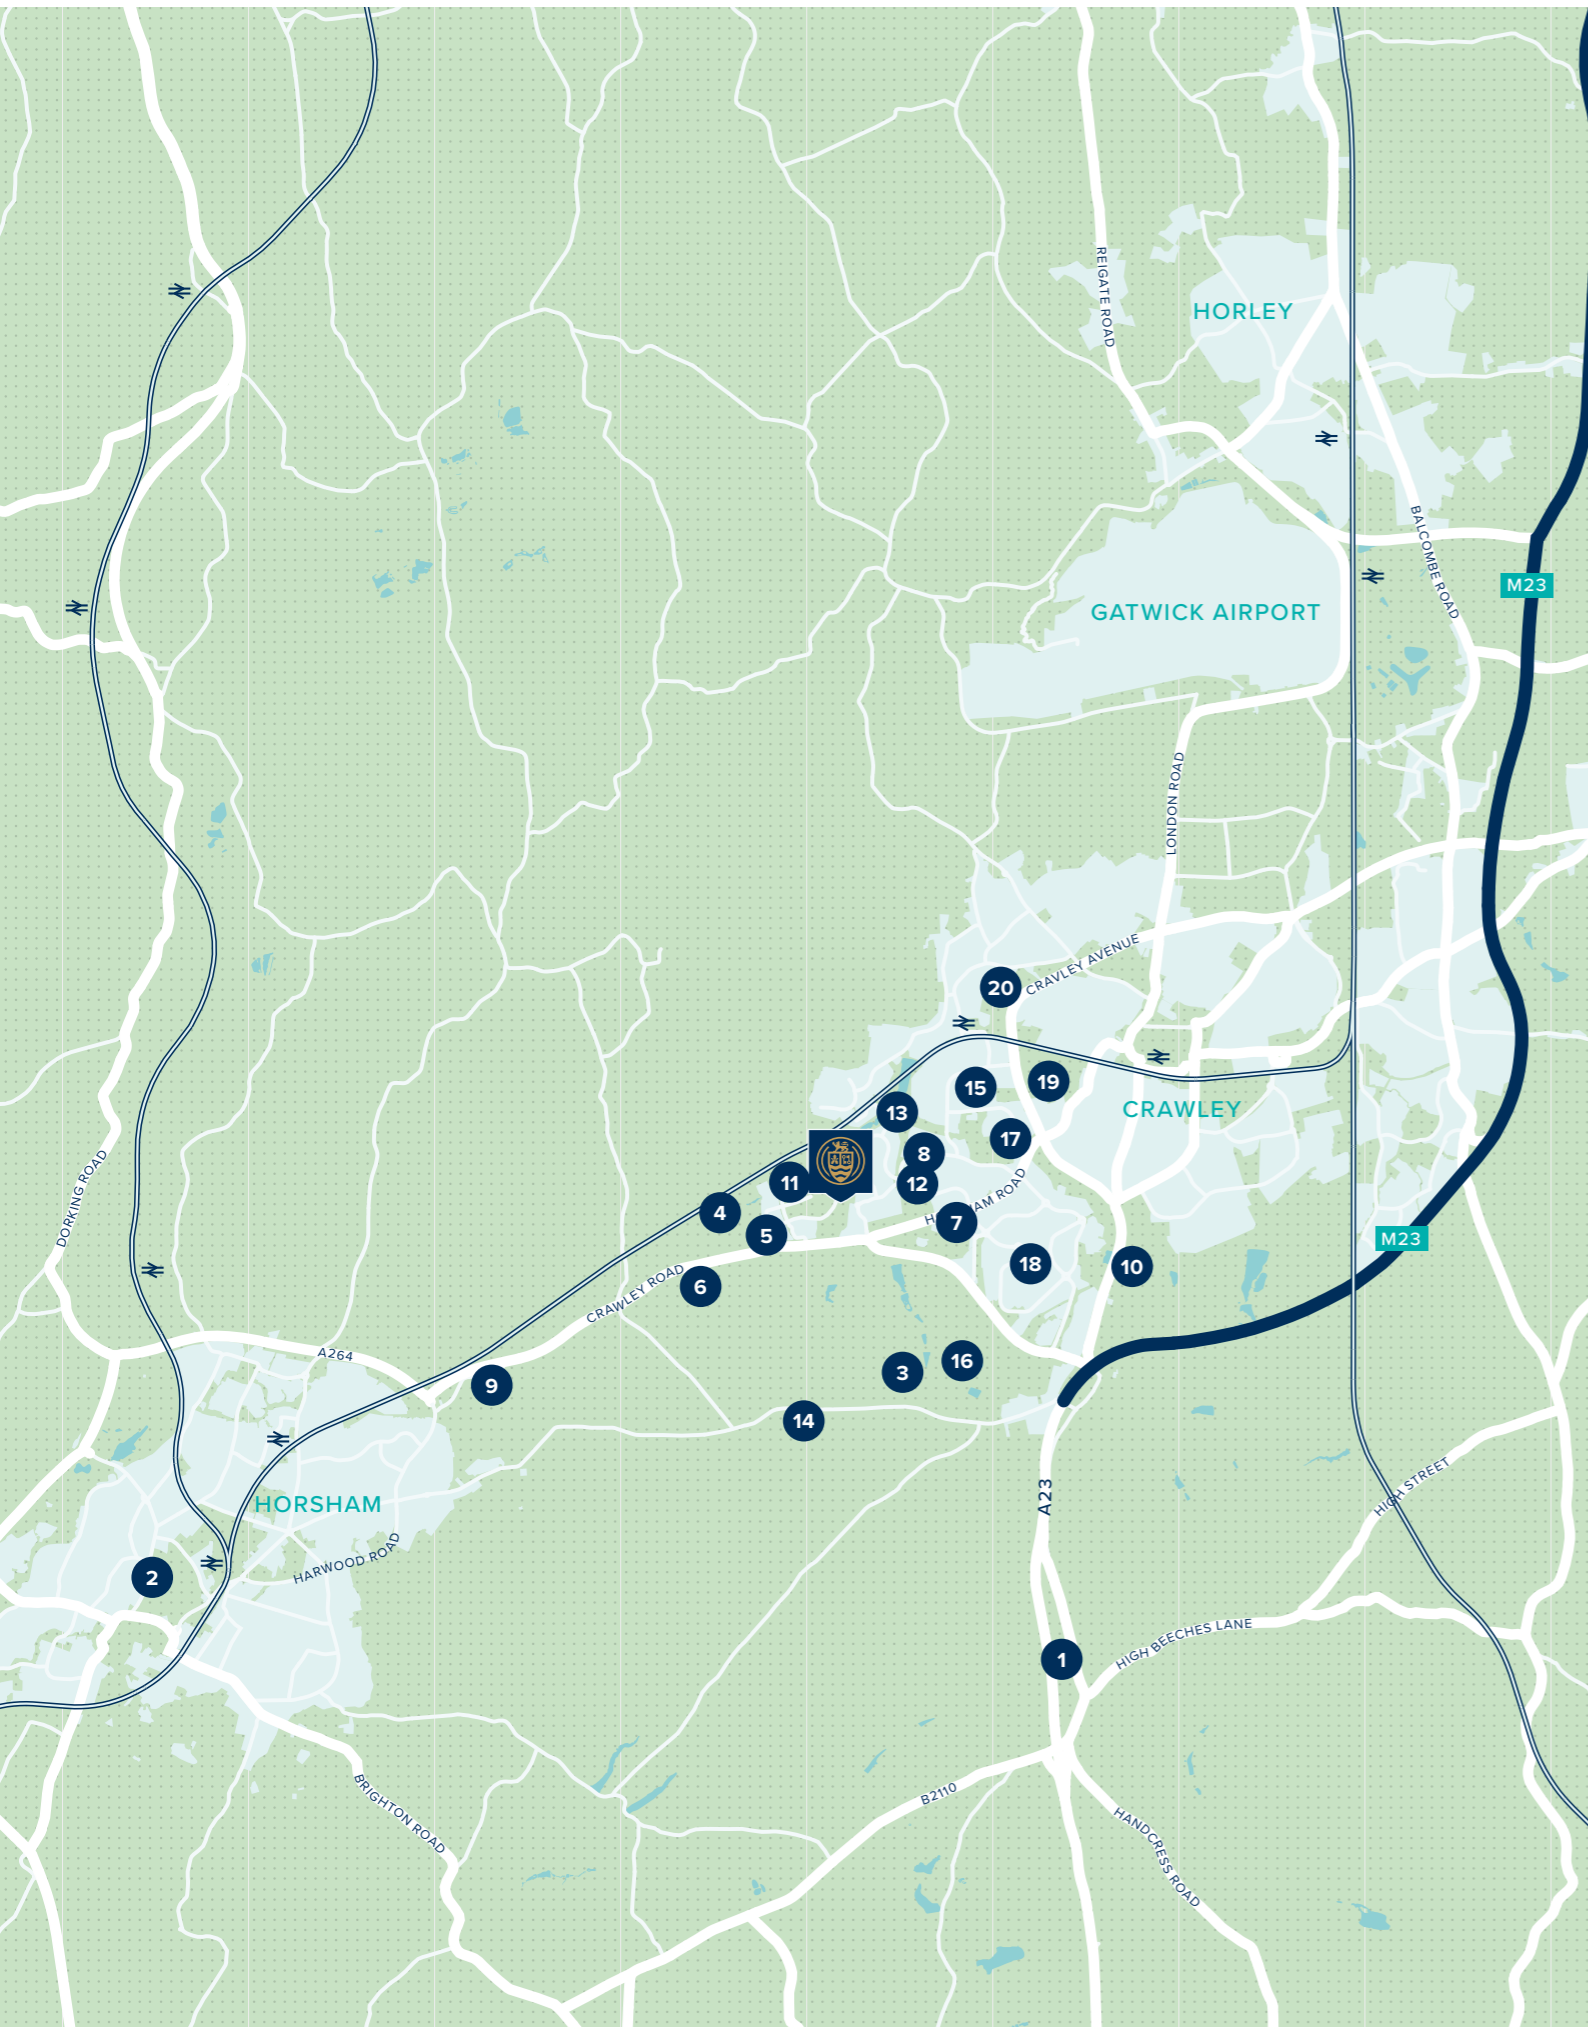 REIGATE ROAD
HORLEY
BALCOMBE ROAD
M23
GATWICK AIRPORT
LONDON ROAD
CRAVLEY AVENUE
20
15
19
13
CRAWLEY
17
8
11
12
DORKING ROAD
4
7
5
M23
18
10
6
CRAWLEY ROAD
A264
16
3
9
14
HIGH STREET
A23
HORSHAM
HARWOOD ROAD
2
HIGH BEECHES LANE
1
B2110
BRIGHTON ROAD
HANDCRESS ROAD